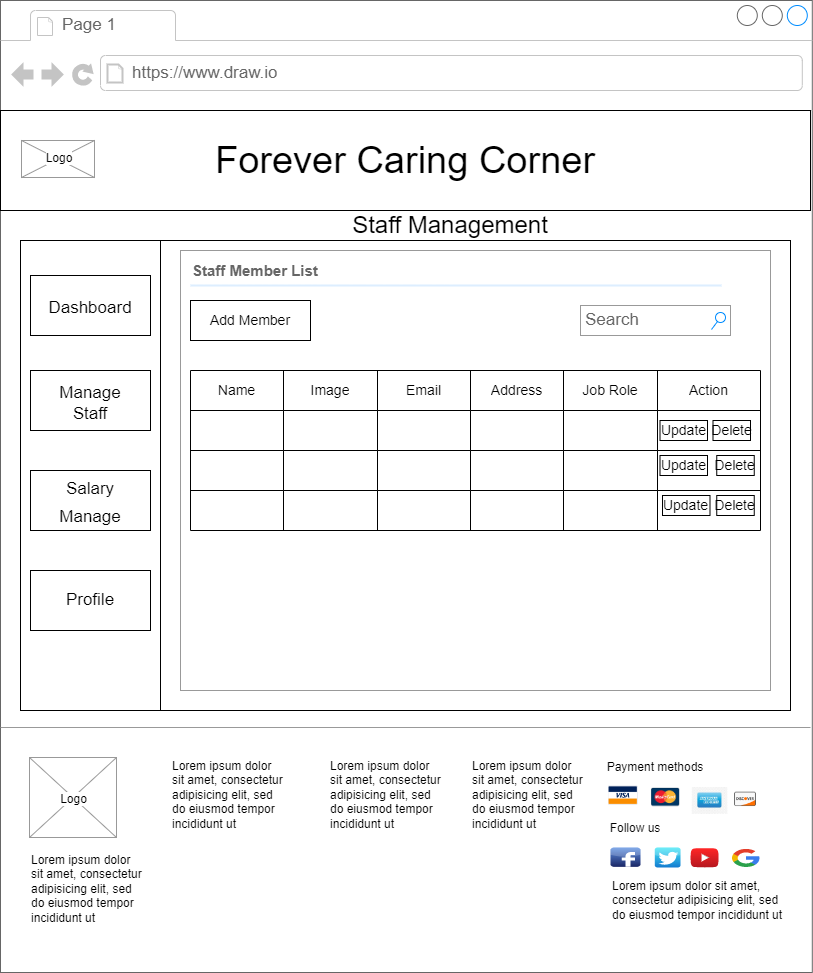 Page 1
https://www.draw.io
Logo
Forever Caring Corner
Staff Management
Dashboard
Manage
Staff
Salary
Manage
Profile
Staff Member List
Add Member
Search
Name Image Email Address Job Role Action
Update Delete
Update Delete
Update Delete
Logo
Lorem ipsum dolor
sit amet, consectetur
adipisicing elit, sed
do eiusmod tempor
incididunt ut
Lorem ipsum dolor
sit amet, consectetur
adipisicing elit, sed
do eiusmod tempor
incididunt ut
Lorem ipsum dolor
sit amet, consectetur
adipisicing elit, sed
do eiusmod tempor
incididunt ut
Lorem ipsum dolor
sit amet, consectetur
adipisicing elit, sed
do eiusmod tempor
incididunt ut
Payment methods
VISA
MasterCard
DISCOVER
Follow us
Lorem ipsum dolor sit amet,
consectetur adipisicing elit, sed
do eiusmod tempor incididunt ut